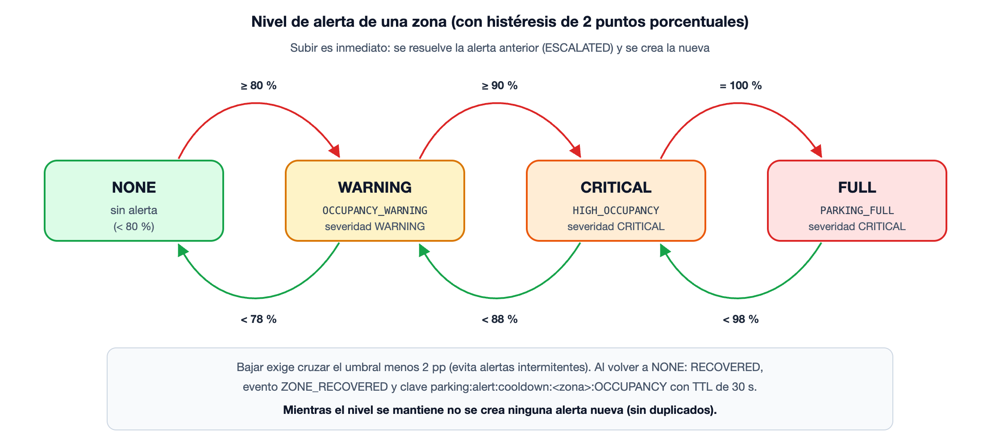 Nivel de alerta de una zona (con histéresis de 2 puntos porcentuales)
Subir es inmediato: se resuelve la alerta anterior (ESCALATED) y se crea la nueva
≥ 80 %
≥ 90 %
= 100 %
NONE
sin alerta
(< 80 %)
WARNING
OCCUPANCY_WARNING
severidad WARNING
CRITICAL
HIGH_OCCUPANCY
severidad CRITICAL
FULL
PARKING_FULL
severidad CRITICAL
< 78 %
< 88 %
< 98 %
Bajar exige cruzar el umbral menos 2 pp (evita alertas intermitentes). Al volver a NONE: RECOVERED,
evento ZONE_RECOVERED y clave parking:alert:cooldown:<zona>:OCCUPANCY con TTL de 30 s.
Mientras el nivel se mantiene no se crea ninguna alerta nueva (sin duplicados).